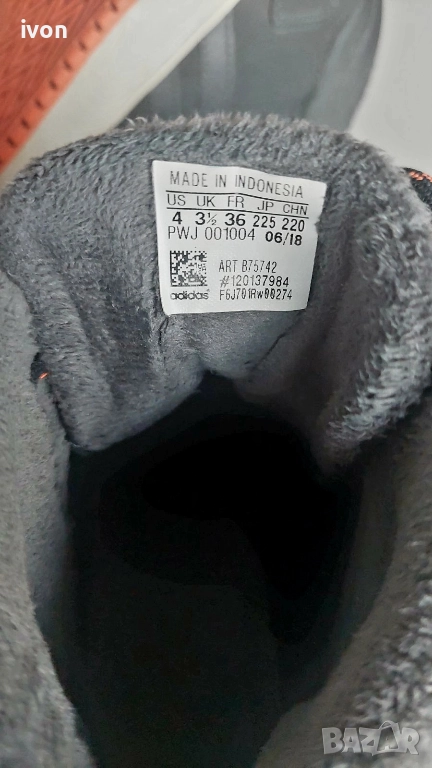 ivon
MADE IN INDONESIA
US UK FR JP CHN
4 3½ 36 225 220
PWJ 001004 06/18
ART B75742
#120137984
adidas F6J701Rw00274
BAZAR